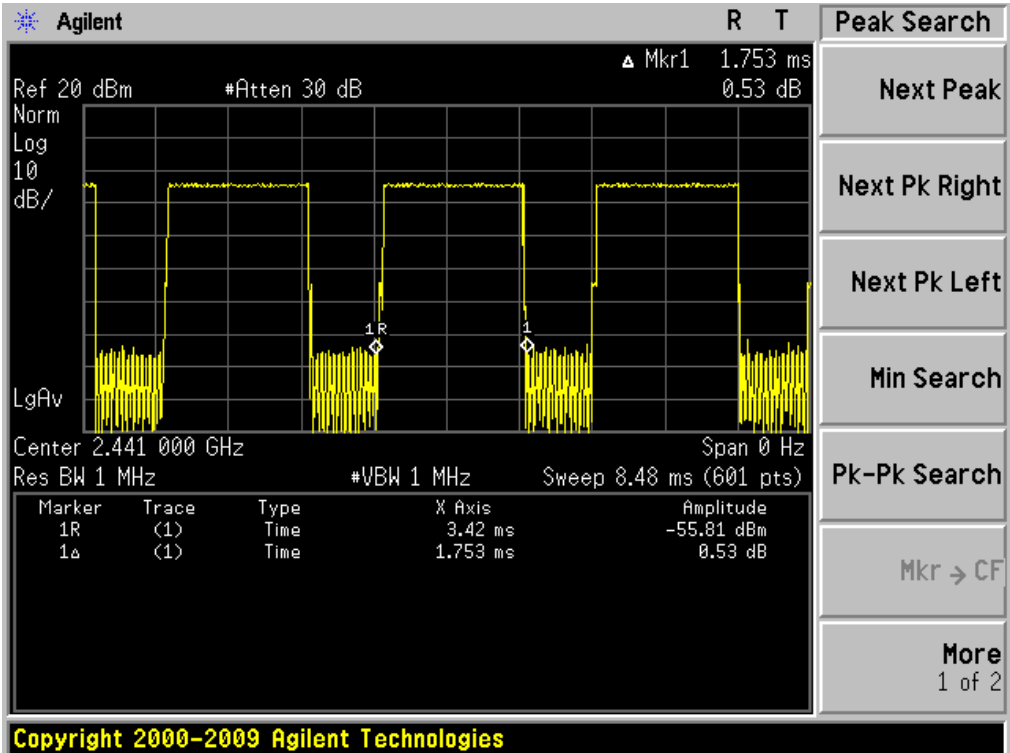 Agilent R T Peak Search
Δ Mkr1 1.753 ms
Ref 20 dBm #Atten 30 dB 0.53 dB
Norm
Log
10
dB/
1R 1
LgAv
Center 2.441 000 GHz Span 0 Hz
Res BW 1 MHz #VBW 1 MHz Sweep 8.48 ms (601 pts)
Marker Trace Type X Axis Amplitude
1R (1) Time 3.42 ms -55.81 dBm
1Δ (1) Time 1.753 ms 0.53 dB
Next Peak
Next Pk Right
Next Pk Left
Min Search
Pk-Pk Search
Mkr → CF
More
1 of 2
Copyright 2000-2009 Agilent Technologies